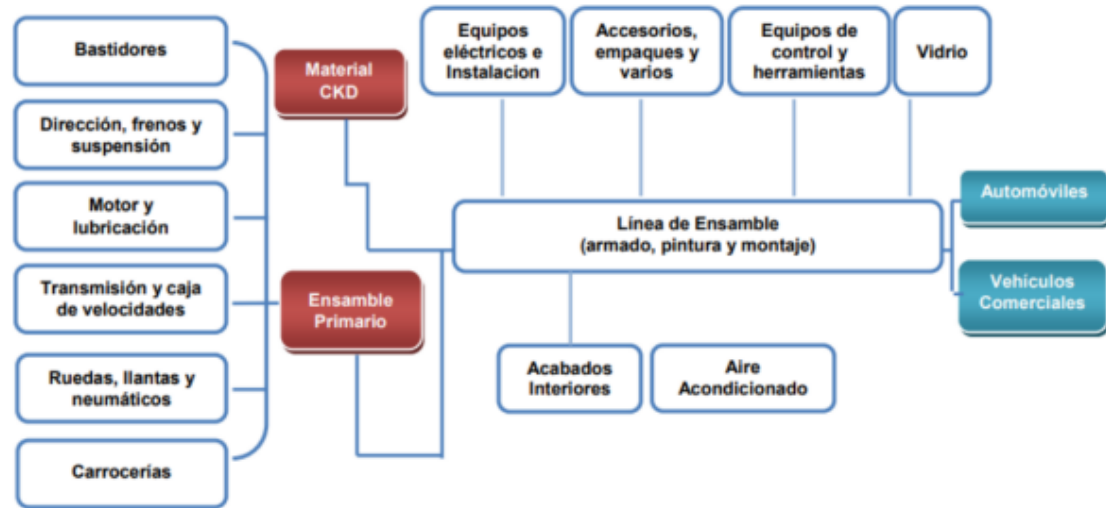 Bastidores
Dirección, frenos y
suspensión
Motor y
lubricación
Transmisión y caja
de velocidades
Ruedas, llantas y
neumáticos
Carrocerías
Material
CKD
Ensamble
Primario
Equipos
eléctricos e
Instalacion
Accesorios,
empaques y
varios
Equipos de
control y
herramientas
Vidrio
Línea de Ensamble
(armado, pintura y montaje)
Acabados
Interiores
Aire
Acondicionado
Automóviles
Vehículos
Comerciales